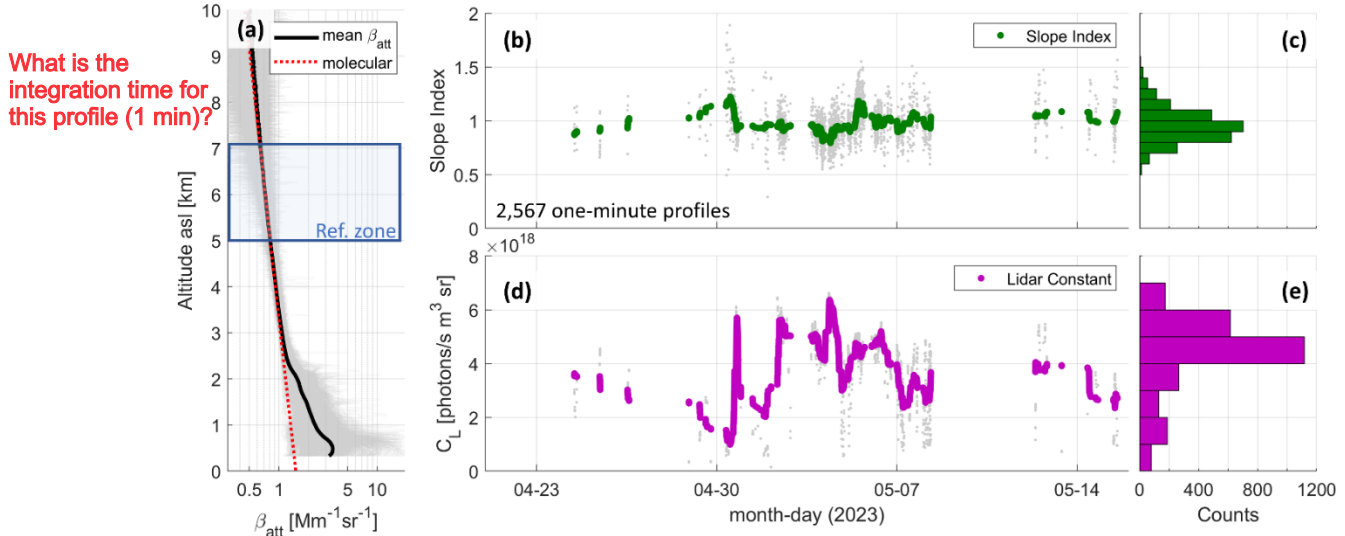 What is the
integration time for
this profile (1 min)?
(a)
mean βatt
molecular
10
9
8
7
6
5
4
3
2
1
0
Altitude asl [km]
Ref. zone
0.5 1 5 10
βatt [Mm⁻¹sr⁻¹]
(b)
Slope Index
2
1.5
1
0.5
0
Slope Index
2,567 one-minute profiles
(c)
×10¹⁸
(d)
Lidar Constant
8
6
4
2
0
CL [photons/s m³ sr]
04-23 04-30 05-07 05-14
month-day (2023)
(e)
0 400 800 1200
Counts